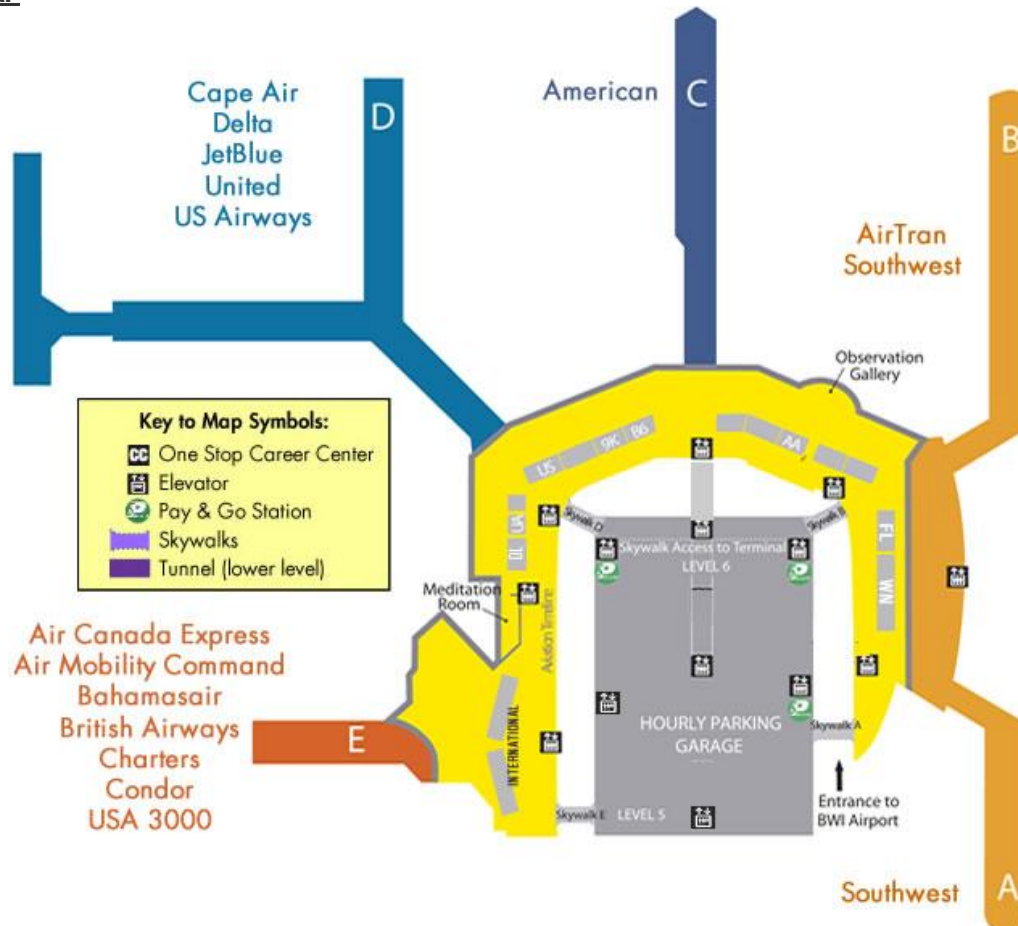 Cape Air
Delta
JetBlue
United
US Airways
D
American
C
B
AirTran
Southwest
Observation
Gallery
Key to Map Symbols:
CC One Stop Career Center
Elevator
Pay & Go Station
Skywalks
Tunnel (lower level)
US
9K
B6
AA
UA
DL
FL
WN
Skywalk D
Skywalk B
Skywalk Access to Terminal
LEVEL 6
Meditation
Room
Aviation Timeline
Air Canada Express
Air Mobility Command
Bahamasair
British Airways
Charters
Condor
USA 3000
E
INTERNATIONAL
HOURLY PARKING
GARAGE
Skywalk A
Skywalk E
LEVEL 5
Entrance to
BWI Airport
Southwest
A